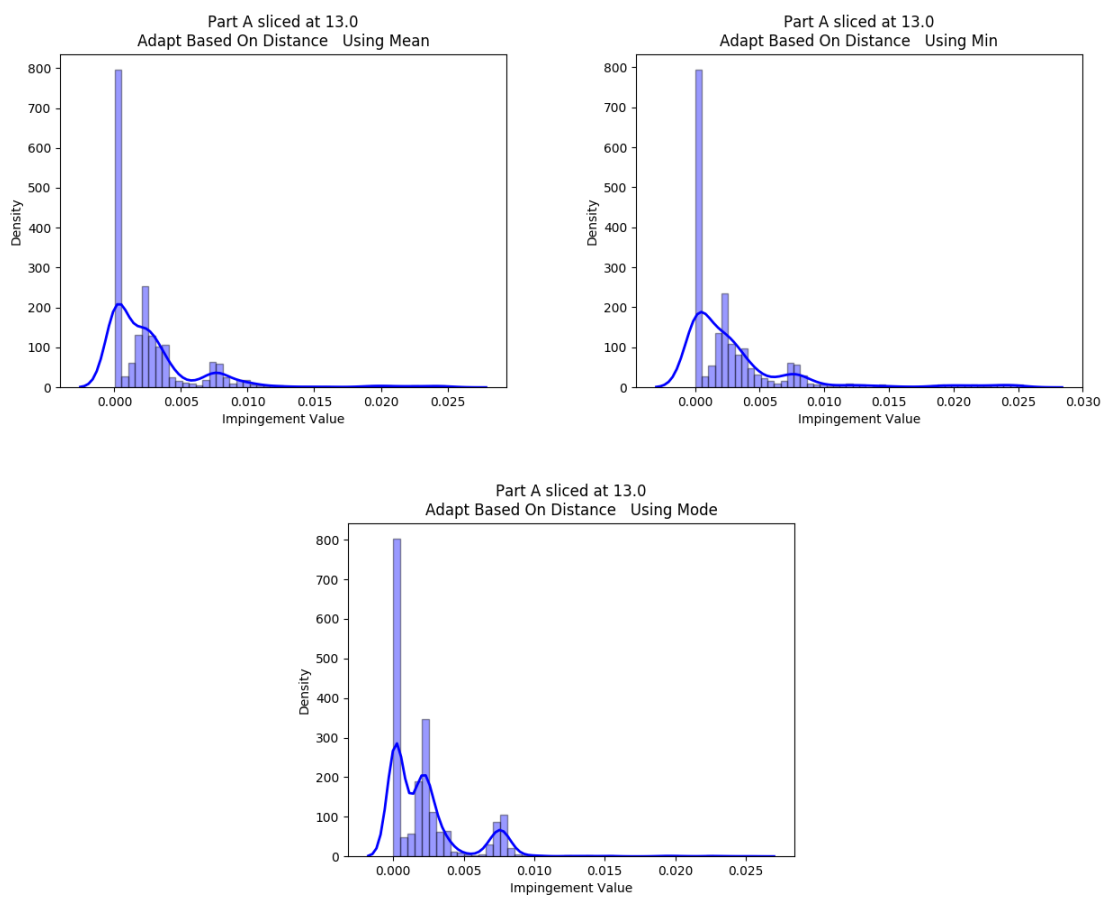 Part A sliced at 13.0
Adapt Based On Distance   Using Mean
800
700
600
500
400
300
200
100
0
Density
0.000 0.005 0.010 0.015 0.020 0.025
Impingement Value
Part A sliced at 13.0
Adapt Based On Distance   Using Min
800
700
600
500
400
300
200
100
0
Density
0.000 0.005 0.010 0.015 0.020 0.025 0.030
Impingement Value
Part A sliced at 13.0
Adapt Based On Distance   Using Mode
800
700
600
500
400
300
200
100
0
Density
0.000 0.005 0.010 0.015 0.020 0.025
Impingement Value